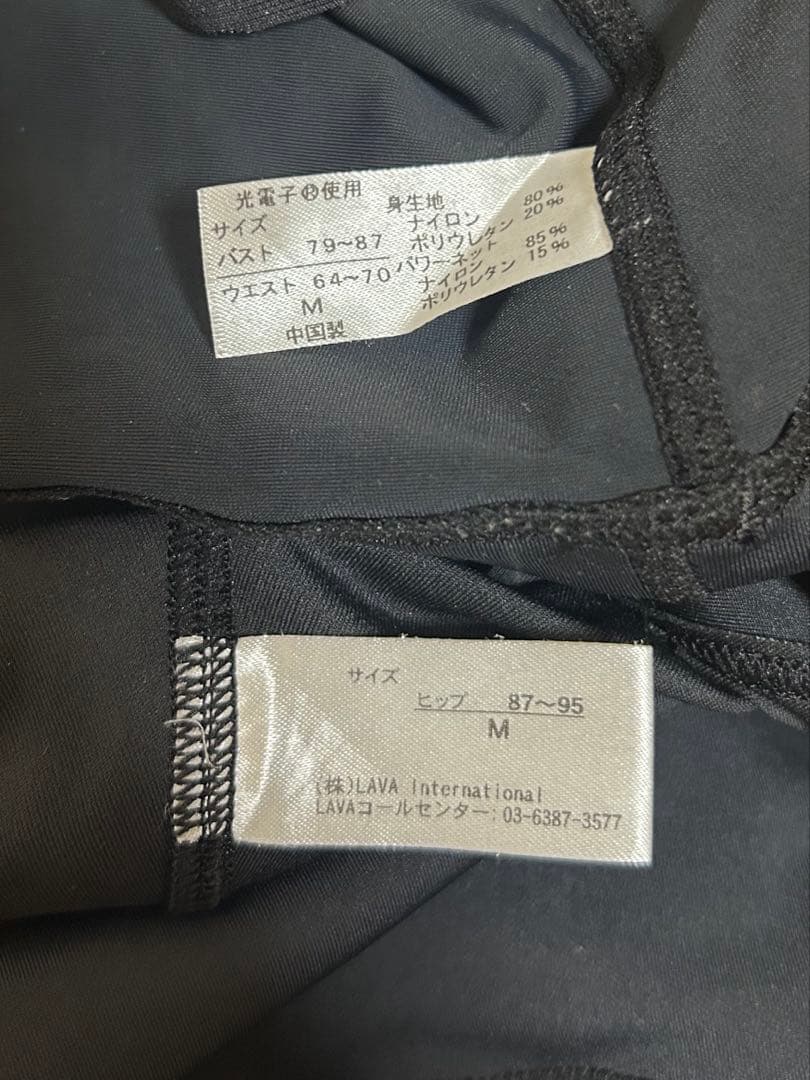 光電子®使用
サイズ
バスト 79～87
ウエスト 64～70
M
中国製
身生地
ナイロン 80%
ポリウレタン 20%
パワーネット
ナイロン 85%
ポリウレタン 15%
サイズ
ヒップ 87～95
M
(株)LAVA International
LAVAコールセンター:03-6387-3577